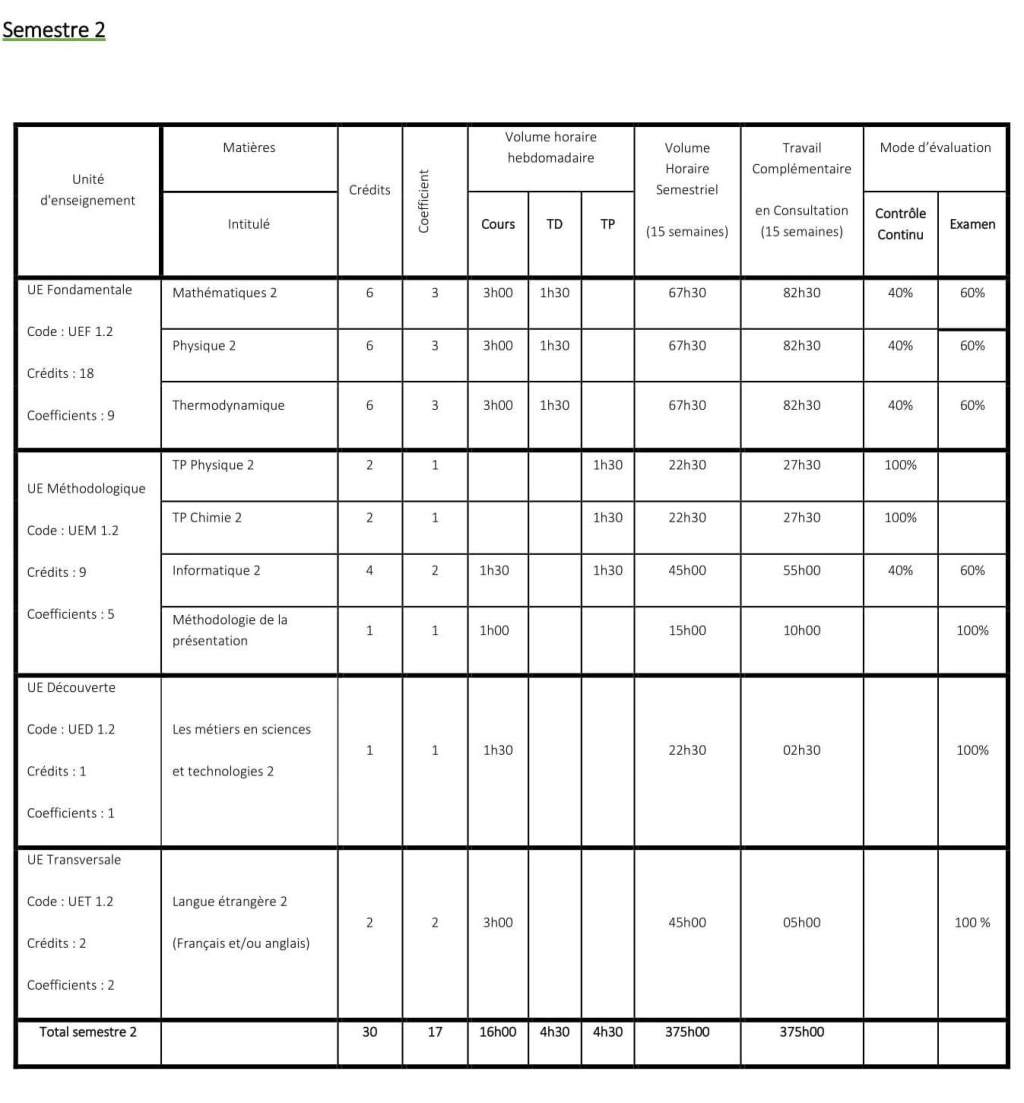 Semestre 2
Unité
d'enseignement
Matières
Intitulé
Crédits
Coefficient
Volume horaire
hebdomadaire
Cours
TD
TP
Volume
Horaire
Semestriel
(15 semaines)
Travail
Complémentaire
en Consultation
(15 semaines)
Mode d'évaluation
Contrôle
Continu
Examen
UE Fondamentale
Code : UEF 1.2
Crédits : 18
Coefficients : 9
Mathématiques 2 6 3 3h00 1h30 67h30 82h30 40% 60%
Physique 2 6 3 3h00 1h30 67h30 82h30 40% 60%
Thermodynamique 6 3 3h00 1h30 67h30 82h30 40% 60%
UE Méthodologique
Code : UEM 1.2
Crédits : 9
Coefficients : 5
TP Physique 2 2 1 1h30 22h30 27h30 100%
TP Chimie 2 2 1 1h30 22h30 27h30 100%
Informatique 2 4 2 1h30 1h30 45h00 55h00 40% 60%
Méthodologie de la
présentation
1 1 1h00 15h00 10h00 100%
UE Découverte
Code : UED 1.2
Crédits : 1
Coefficients : 1
Les métiers en sciences
et technologies 2
1 1 1h30 22h30 02h30 100%
UE Transversale
Code : UET 1.2
Crédits : 2
Coefficients : 2
Langue étrangère 2
(Français et/ou anglais)
2 2 3h00 45h00 05h00 100 %
Total semestre 2 30 17 16h00 4h30 4h30 375h00 375h00